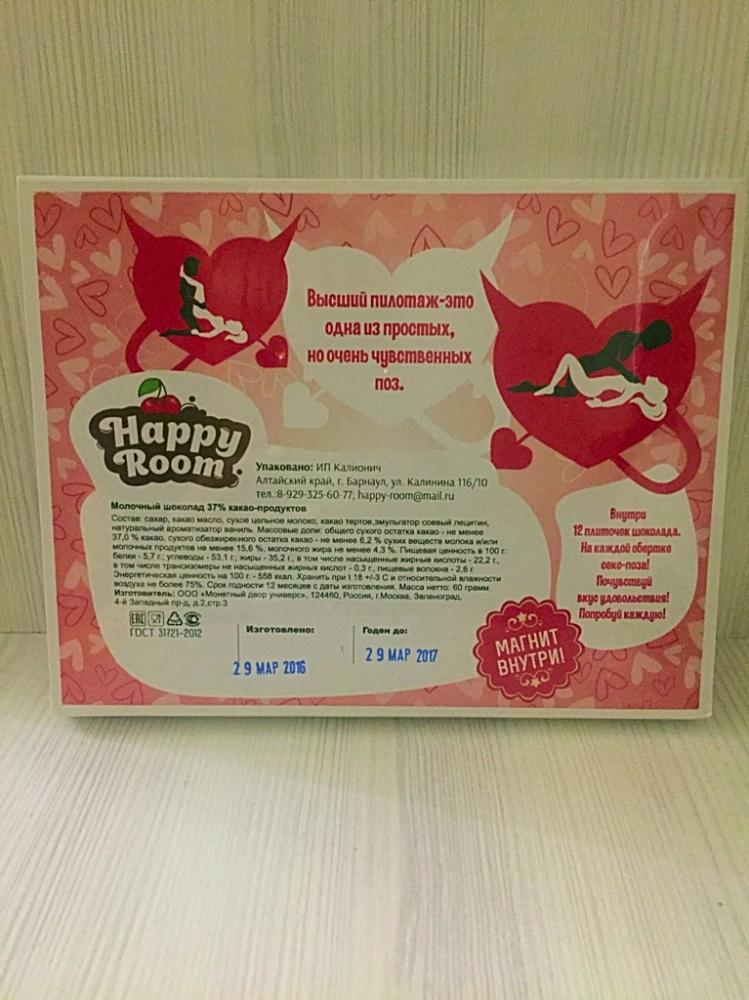 Высший пилотаж-это
одна из простых,
но очень чувственных
поз.
Happy
Room
Упаковано: ИП Калионич
Алтайский край, г. Барнаул, ул. Калинина 116/10
тел.:8-929-325-60-77; happy-room@mail.ru
Молочный шоколад 37% какао-продуктов
Состав: сахар, какао масло, сухое цельное молоко, какао тертое,эмульгатор соевый лецитин,
натуральный ароматизатор ваниль. Массовые доли: общего сухого остатка какао - не менее
37,0 % какао, сухого обезжиренного остатка какао - не менее 6,2 % сухих веществ молока и/или
молочных продуктов не менее 15,6 %, молочного жира не менее 4,3 %. Пищевая ценность в 100 г.:
белки - 5,7 г.; углеводы - 53,1 г.; жиры - 35,2 г., в том числе насыщенные жирные кислоты - 22,2 г.,
в том числе трансизомеры не насыщенных жирных кислот - 0,3 г., пищевые волокна - 2,6 г.
Энергетическая ценность на 100 г. - 558 ккал. Хранить при t 18 +/-3 С и относительной влажности
воздуха не более 75%. Срок годности 12 месяцев с даты изготовления. Масса нетто: 60 грамм.
Изготовитель: ООО «Монетный двор универс», 124460, Россия, г.Москва, Зеленоград,
4-й Западный пр-д, д.2,стр.3
EAC
ГОСТ 31721-2012
Изготовлено:
29 МАР 2016
Годен до:
29 МАР 2017
МАГНИТ
ВНУТРИ!
Внутри
12 плиточек шоколада.
На каждой обертке
секс-поза!
Почувствуй
вкус удовольствия!
Попробуй каждую!